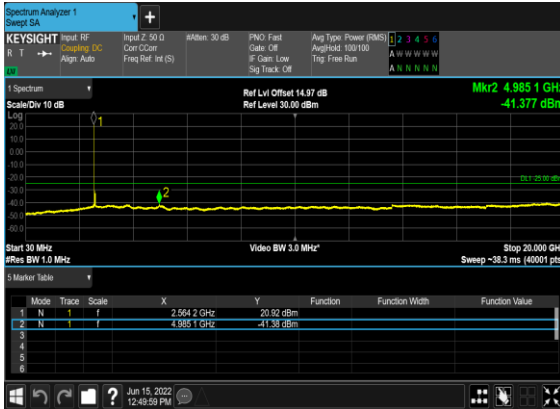 Spectrum Analyzer 1
Swept SA
+
KEYSIGHT Input: RF Input Z: 50 Ω #Atten: 30 dB PNO: Fast Avg Type: Power (RMS) 1 2 3 4 5 6
R T Coupling: DC Corr CCorr Gate: Off Avg|Hold: 100/100 A W W W W W
Align: Auto Freq Ref: Int (S) IF Gain: Low Trig: Free Run
Sig Track: Off A N N N N N
1 Spectrum Ref Lvl Offset 14.97 dB Mkr2 4.985 1 GHz
Scale/Div 10 dB Ref Level 30.00 dBm -41.377 dBm
Log
20.0
10.0
0.00
-10.0
-20.0
-30.0
-40.0
-50.0
-60.0
1
2
DL1 -25.00 dBm
Start 30 MHz Video BW 3.0 MHz* Stop 20.000 GHz
#Res BW 1.0 MHz Sweep ~38.3 ms (40001 pts)
5 Marker Table
Mode Trace Scale X Y Function Function Width Function Value
1 N 1 f 2.564 2 GHz 20.92 dBm
2 N 1 f 4.985 1 GHz -41.38 dBm
3
4
5
6
? Jun 15, 2022
12:49:59 PM